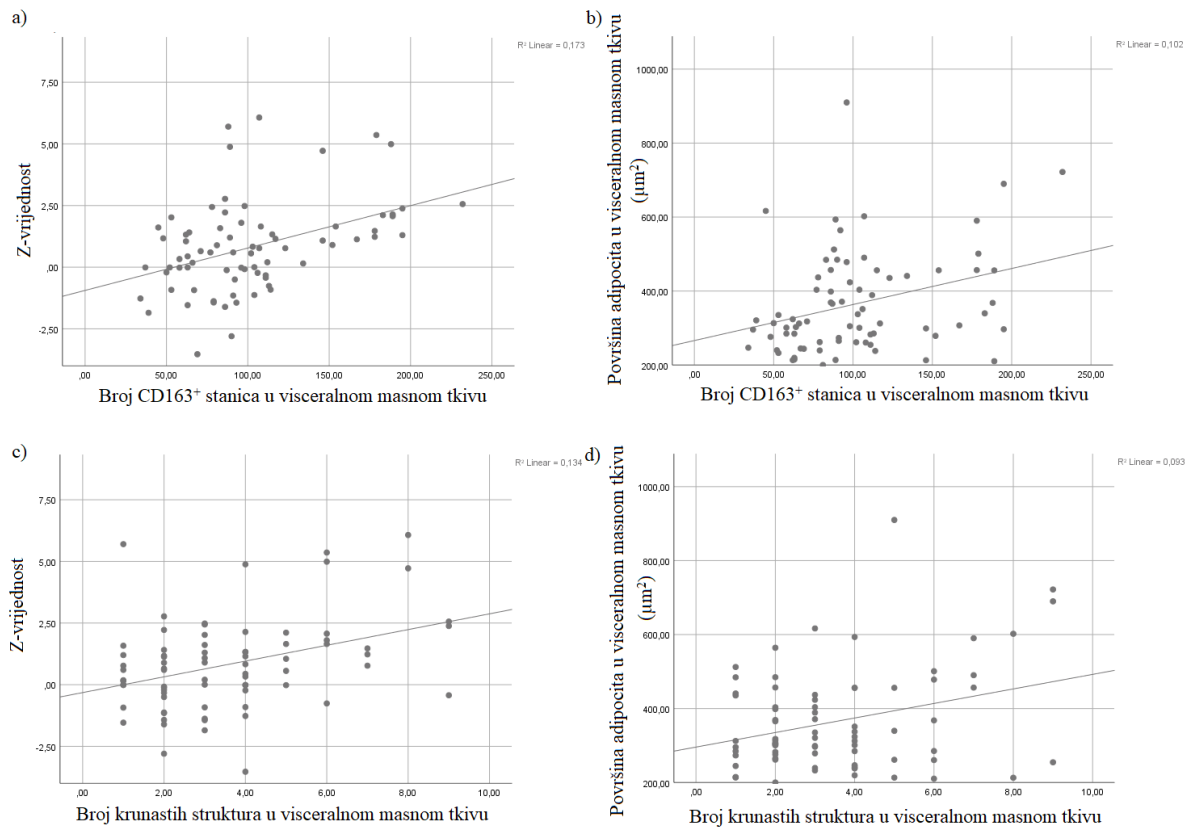 a)
R² Linear = 0,173
7,50
5,00
2,50
,00
-2,50
Z-vrijednost
,00 50,00 100,00 150,00 200,00 250,00
Broj CD163⁺ stanica u visceralnom masnom tkivu
b)
R² Linear = 0,102
1000,00
800,00
600,00
400,00
200,00
Površina adipocita u visceralnom masnom tkivu
(µm²)
,00 50,00 100,00 150,00 200,00 250,00
Broj CD163⁺ stanica u visceralnom masnom tkivu
c)
R² Linear = 0,134
7,50
5,00
2,50
,00
-2,50
Z-vrijednost
,00 2,00 4,00 6,00 8,00 10,00
Broj krunastih struktura u visceralnom masnom tkivu
d)
R² Linear = 0,093
1000,00
800,00
600,00
400,00
200,00
Površina adipocita u visceralnom masnom tkivu
(µm²)
,00 2,00 4,00 6,00 8,00 10,00
Broj krunastih struktura u visceralnom masnom tkivu